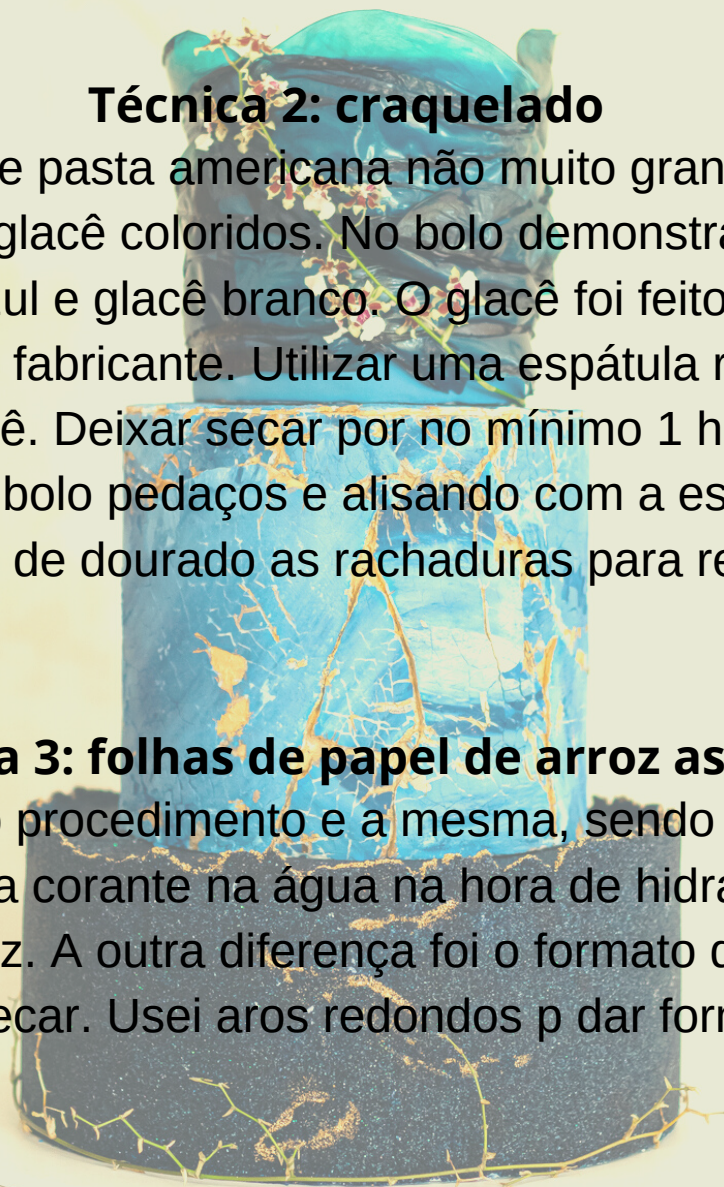 Técnica 2: craquelado
e pasta americana não muito gran
glacê coloridos. No bolo demonstra
ul e glacê branco. O glacê foi feito
fabricante. Utilizar uma espátula r
ê. Deixar secar por no mínimo 1 h
bolo pedaços e alisando com a es
de dourado as rachaduras para re
a 3: folhas de papel de arroz as
procedimento e a mesma, sendo
a corante na água na hora de hidra
z. A outra diferença foi o formato d
ecar. Usei aros redondos p dar forn